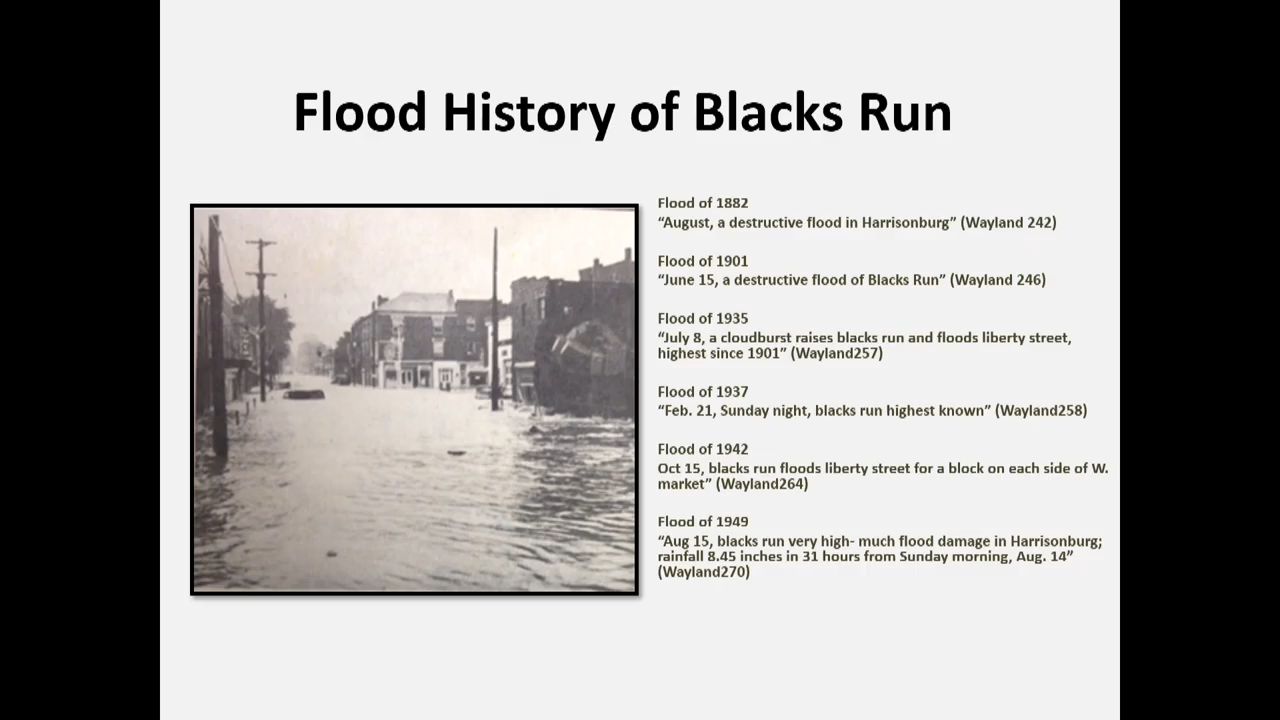 Flood History of Blacks Run
Flood of 1882
“August, a destructive flood in Harrisonburg” (Wayland 242)
Flood of 1901
“June 15, a destructive flood of Blacks Run” (Wayland 246)
Flood of 1935
“July 8, a cloudburst raises blacks run and floods liberty street,
highest since 1901” (Wayland257)
Flood of 1937
“Feb. 21, Sunday night, blacks run highest known” (Wayland258)
Flood of 1942
Oct 15, blacks run floods liberty street for a block on each side of W.
market” (Wayland264)
Flood of 1949
“Aug 15, blacks run very high- much flood damage in Harrisonburg;
rainfall 8.45 inches in 31 hours from Sunday morning, Aug. 14”
(Wayland270)